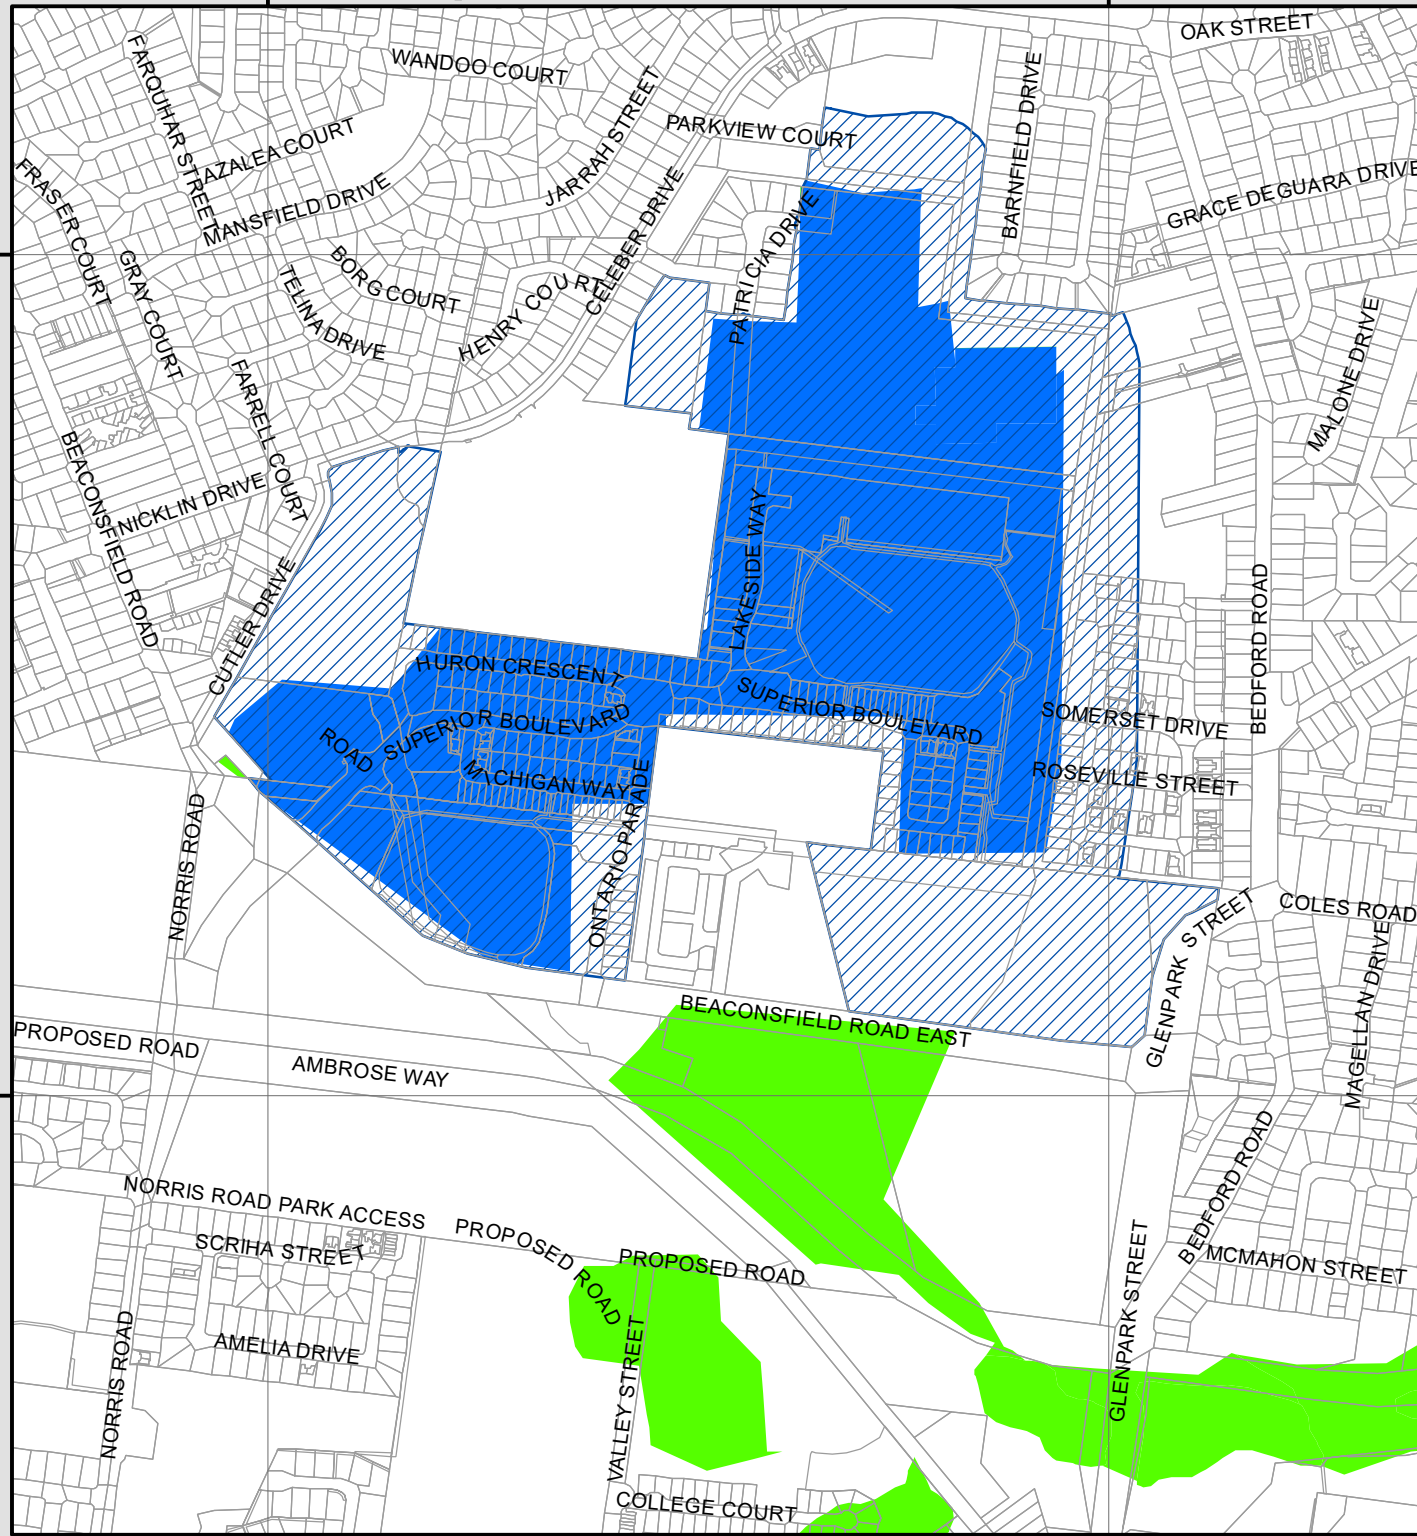 OAK STREET
WANDOO COURT
FARQUHAR STREET
JARRAH STREET
BARNFIELD DRIVE
PARKVIEW COURT
AZALEA COURT
FRASER COURT
MANSFIELD DRIVE
GRACE DEGUARA DRIVE
CELEBER DRIVE
PATRICIA DRIVE
GRAY COURT
BORG COURT
TELINA DRIVE
HENRY COURT
MALONE DRIVE
FARRELL COURT
BEACONSFIELD ROAD
NICKLIN DRIVE
LAKESIDE WAY
CUTLER DRIVE
BEDFORD ROAD
HURON CRESCENT
SUPERIOR BOULEVARD
SUPERIOR BOULEVARD
SOMERSET DRIVE
ROAD
MICHIGAN WAY
ROSEVILLE STREET
ONTARIO PARADE
NORRIS ROAD
COLES ROAD
GLENPARK STREET
MAGELLAN DRIVE
BEACONSFIELD ROAD EAST
PROPOSED ROAD
AMBROSE WAY
BEDFORD ROAD
NORRIS ROAD PARK ACCESS
SCRIHA STREET
PROPOSED ROAD
PROPOSED ROAD
MCMAHON STREET
GLENPARK STREET
NORRIS ROAD
AMELIA DRIVE
VALLEY STREET
COLLEGE COURT